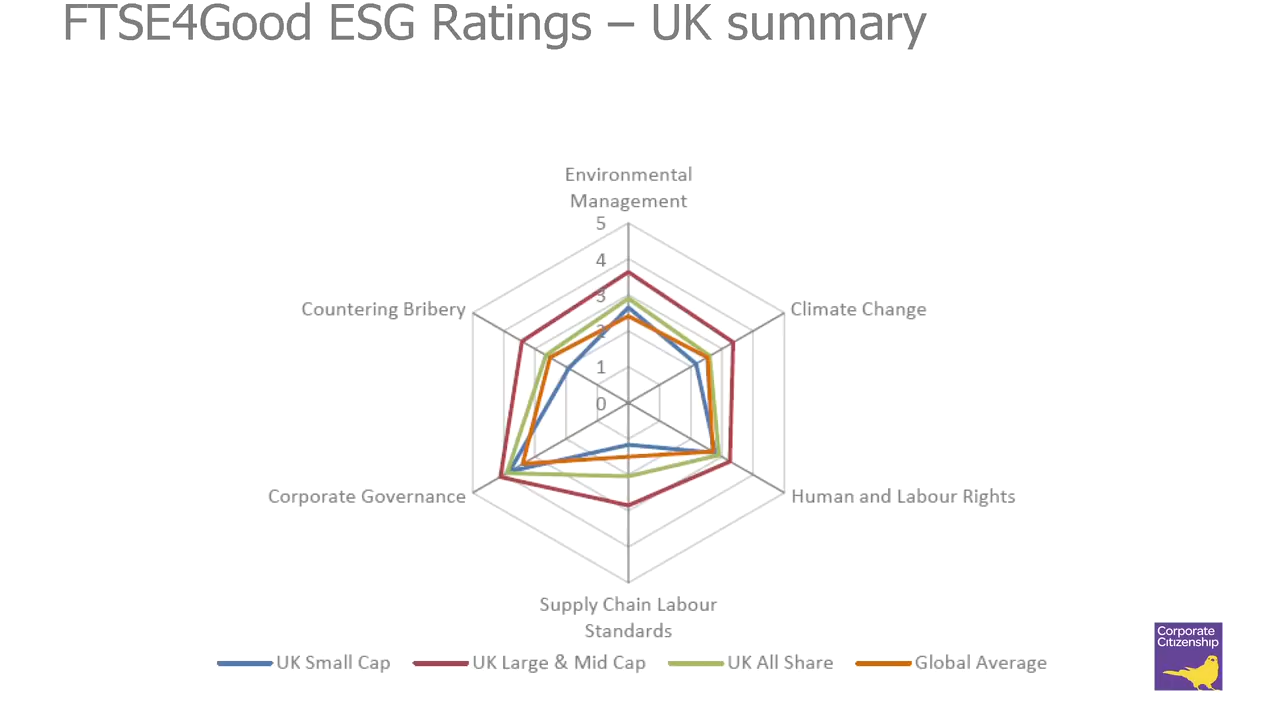 FTSE4Good ESG Ratings – UK summary
Environmental
Management
5
4
3
2
1
0
Countering Bribery
Climate Change
Corporate Governance
Human and Labour Rights
Supply Chain Labour
Standards
UK Small Cap
UK Large & Mid Cap
UK All Share
Global Average
Corporate
Citizenship